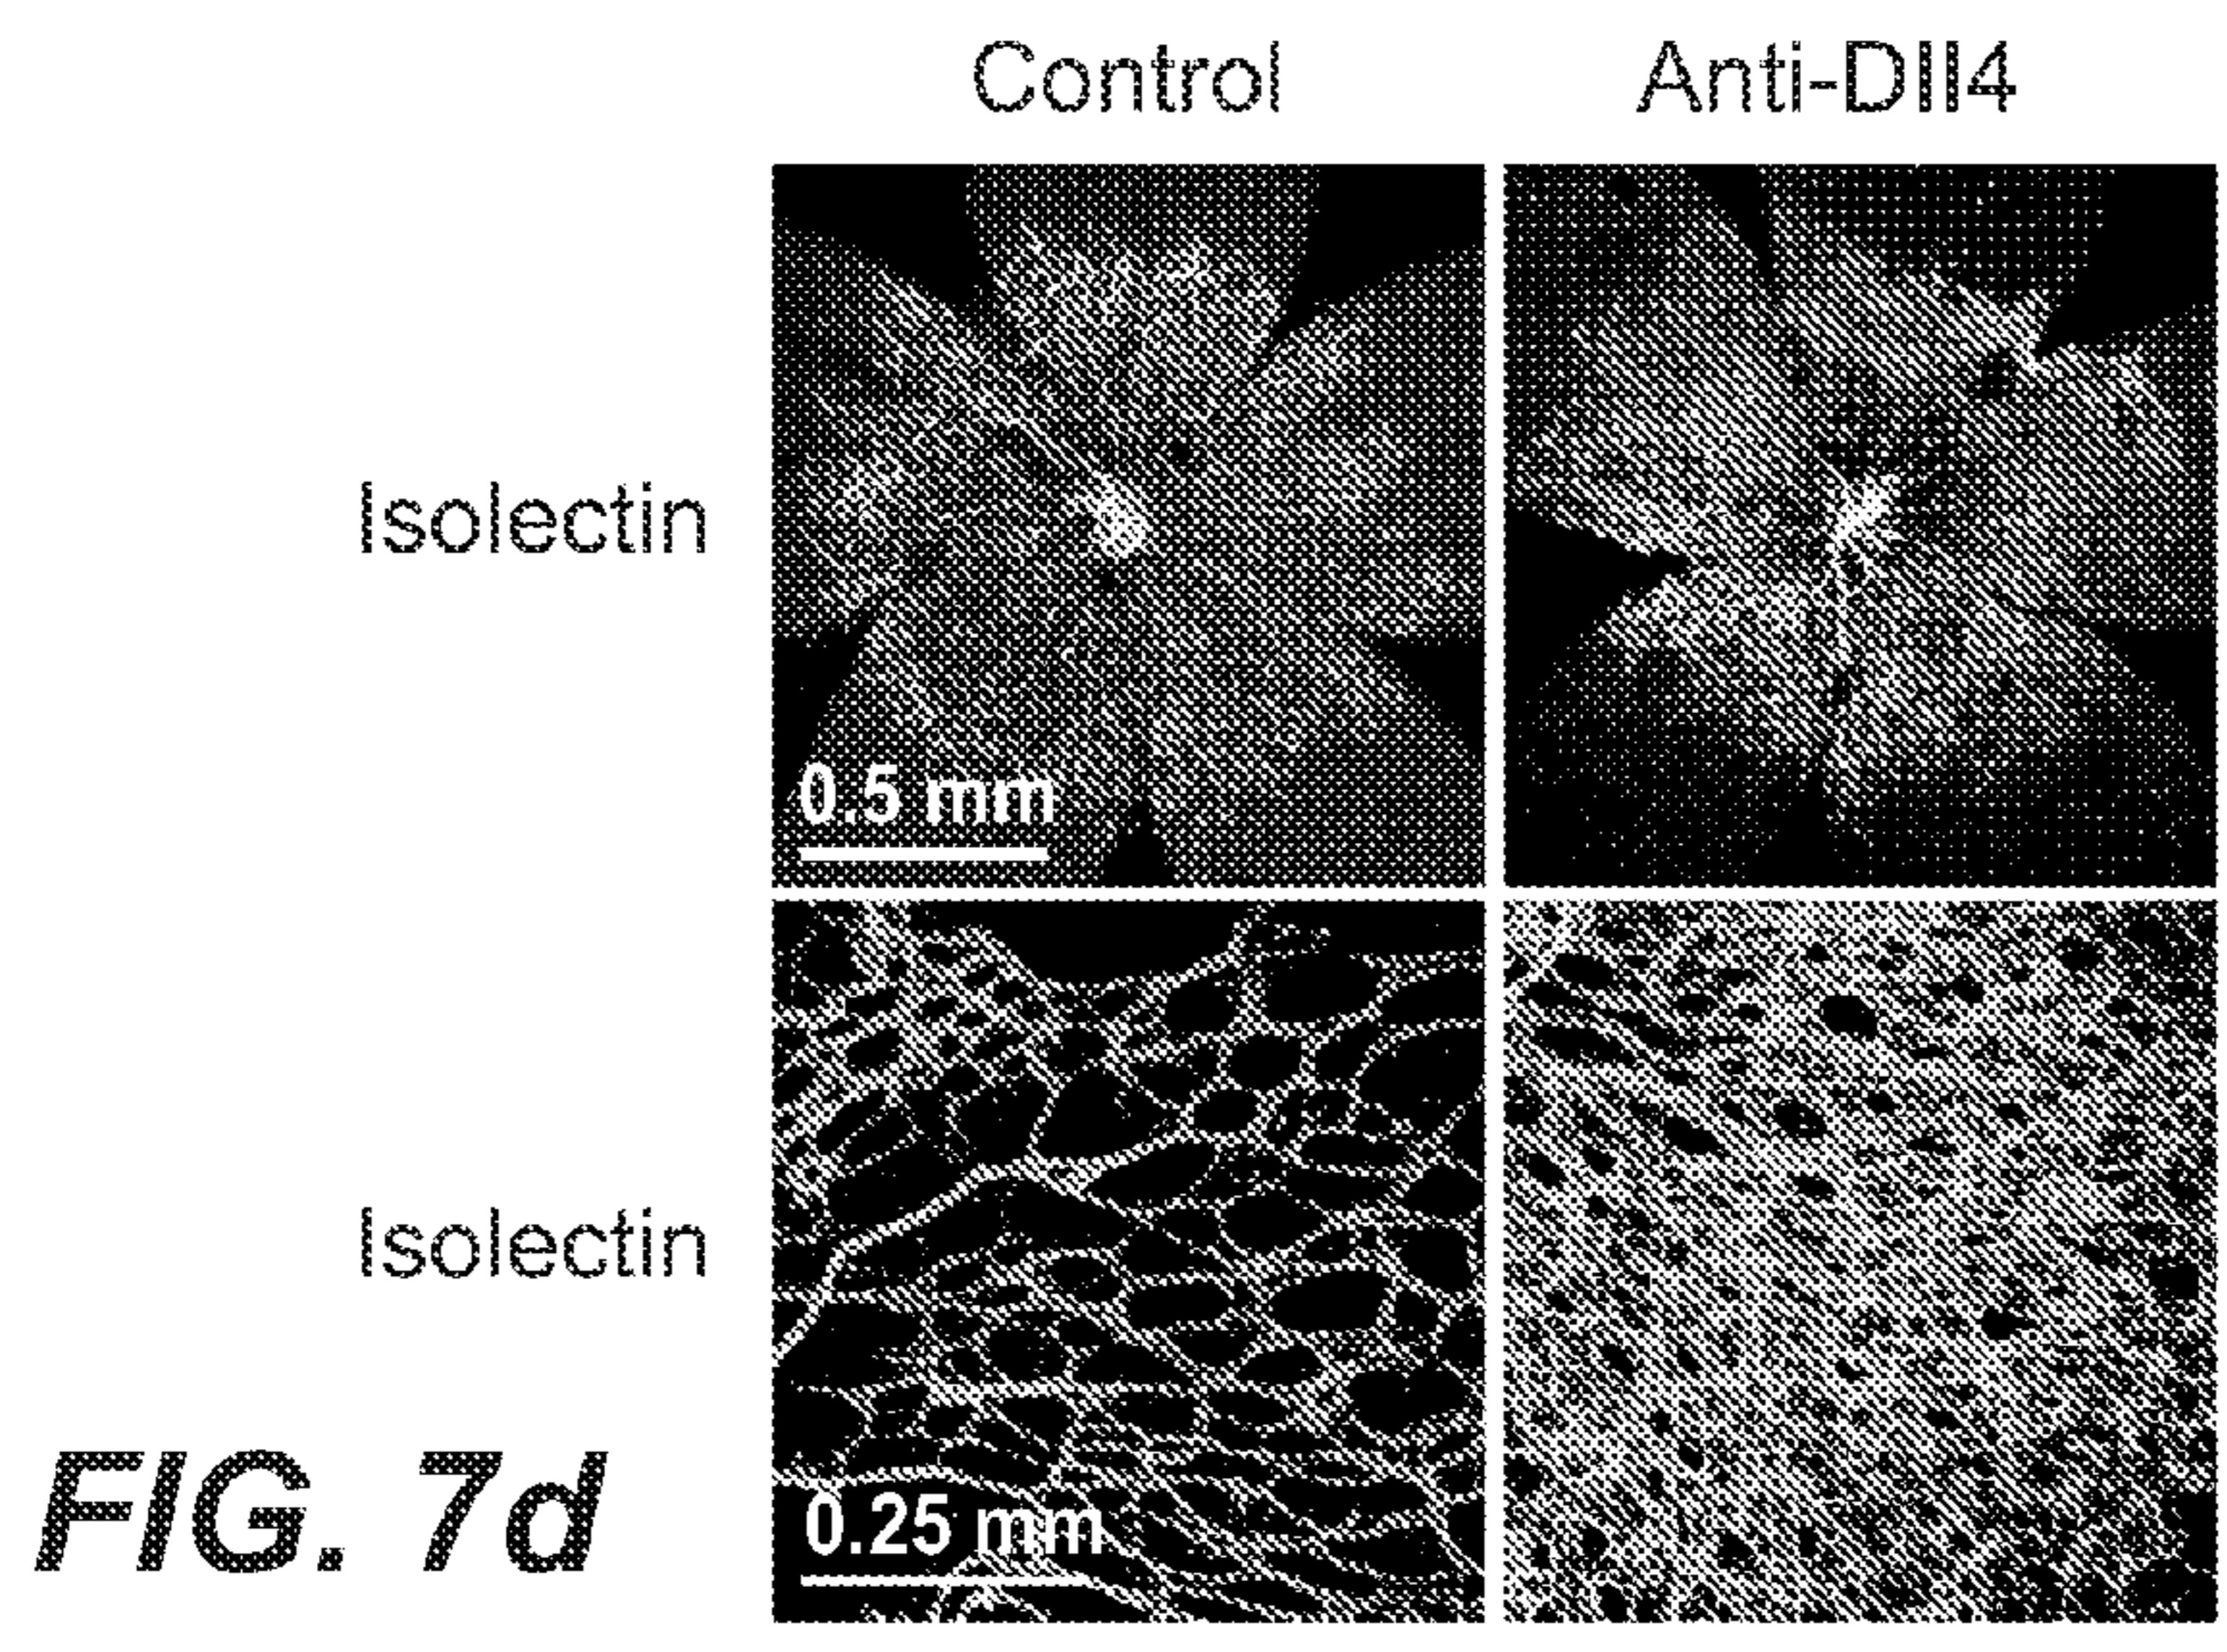 Control
Anti-Dll4
Isolectin
0.5 mm
Isolectin
0.25 mm
FIG. 7d